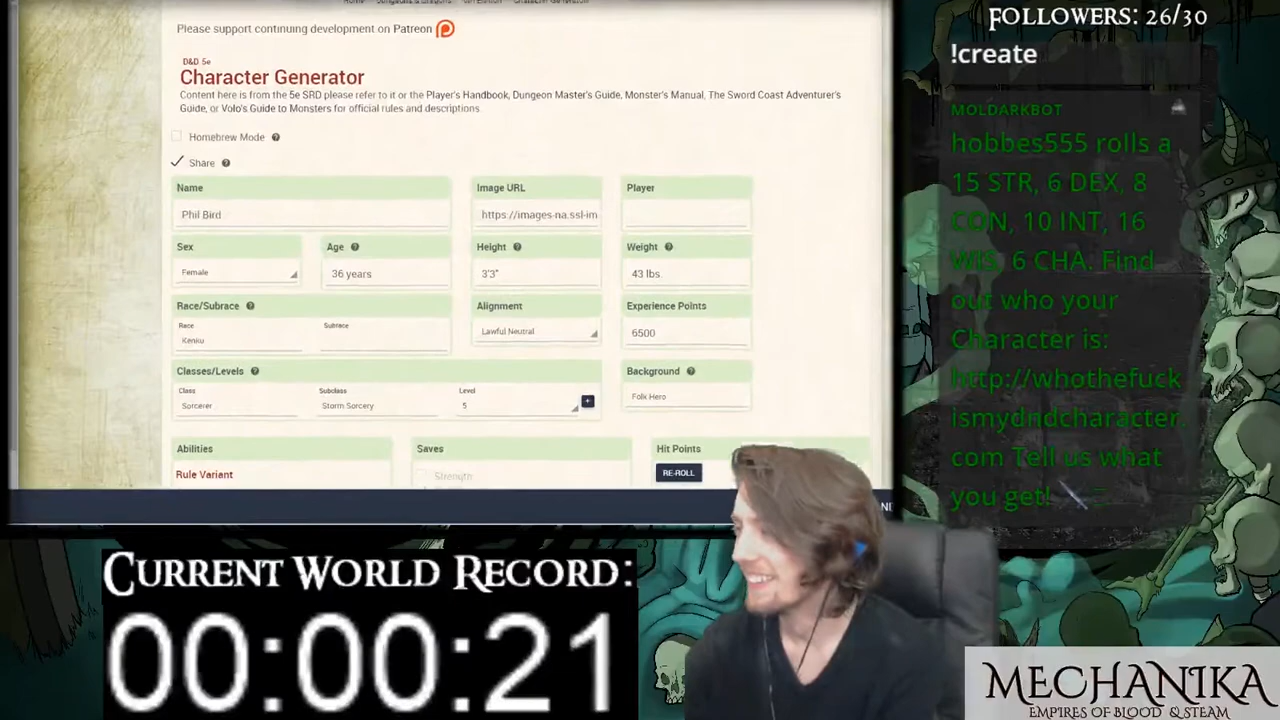 Please support continuing development on Patreon
D&D 5e
Character Generator
Content here is from the 5e SRD please refer to it or the Player's Handbook, Dungeon Master's Guide, Monster's Manual, The Sword Coast Adventurer's
Guide, or Volo's Guide to Monsters for official rules and descriptions
Homebrew Mode
Share
Name
Image URL
Player
Phil Bird
https://images-na.ssl-im
Sex
Age
Height
Weight
Female
36 years
3'3"
43 lbs
Race/Subrace
Alignment
Experience Points
Race
Subrace
Kenku
Lawful Neutral
6500
Classes/Levels
Background
Class
Subclass
Level
Sorcerer
Storm Sorcery
5
+
Folk Hero
Abilities
Saves
Hit Points
Rule Variant
Strength
RE-ROLL
FOLLOWERS: 26/30
!create
MOLDARKBOT
hobbes555 rolls a
15 STR, 6 DEX, 8
CON, 10 INT, 16
WIS, 6 CHA. Find
out who your
Character is:
http://whothefuck
ismydndcharacter.
com Tell us what
you get!
CURRENT WORLD RECORD:
00:00:21
MECHANIKA
EMPIRES OF BLOOD & STEAM